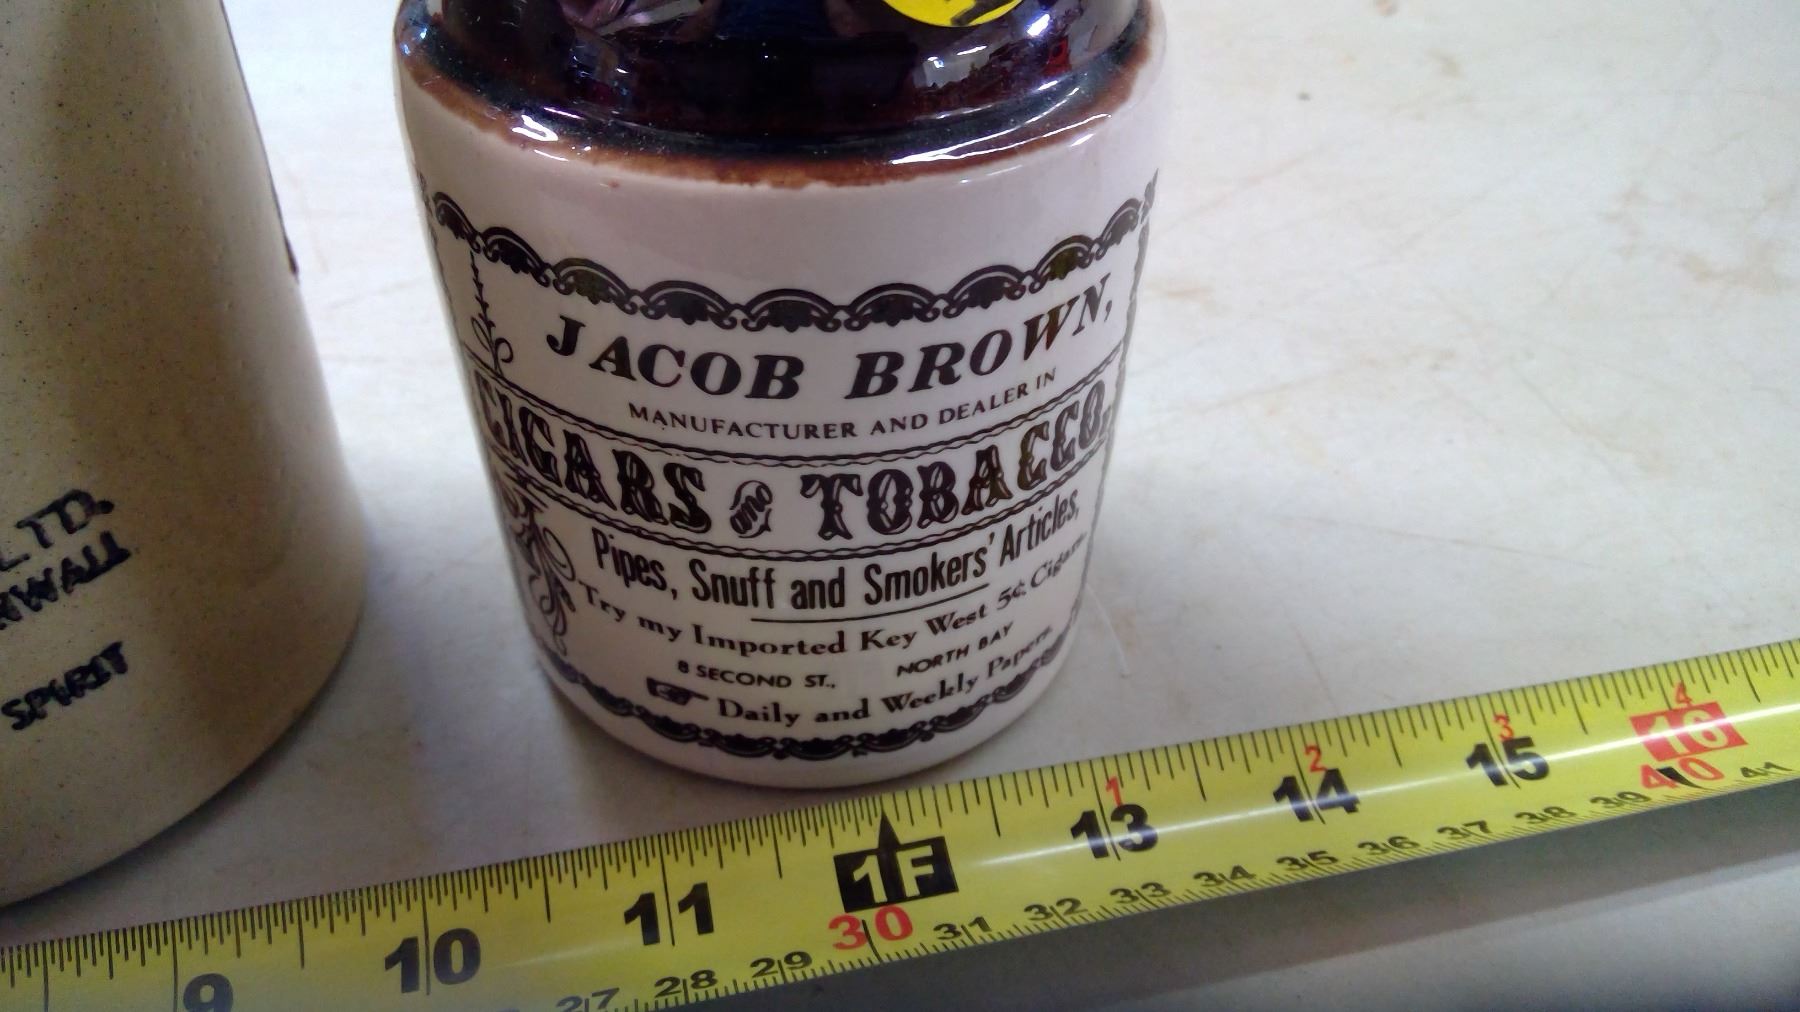 JACOB BROWN,
MANUFACTURER AND DEALER IN
CIGARS AND TOBACCO,
Pipes, Snuff and Smokers' Articles,
Try my Imported Key West 5¢ Cigars.
8 SECOND ST., NORTH BAY
Daily and Weekly Papers.
LTD.
SPIRIT
1 2 3 4
9 10 11 1F 13 14 15 16
27 28 29 30 31 32 33 34 35 36 37 38 39 40 41